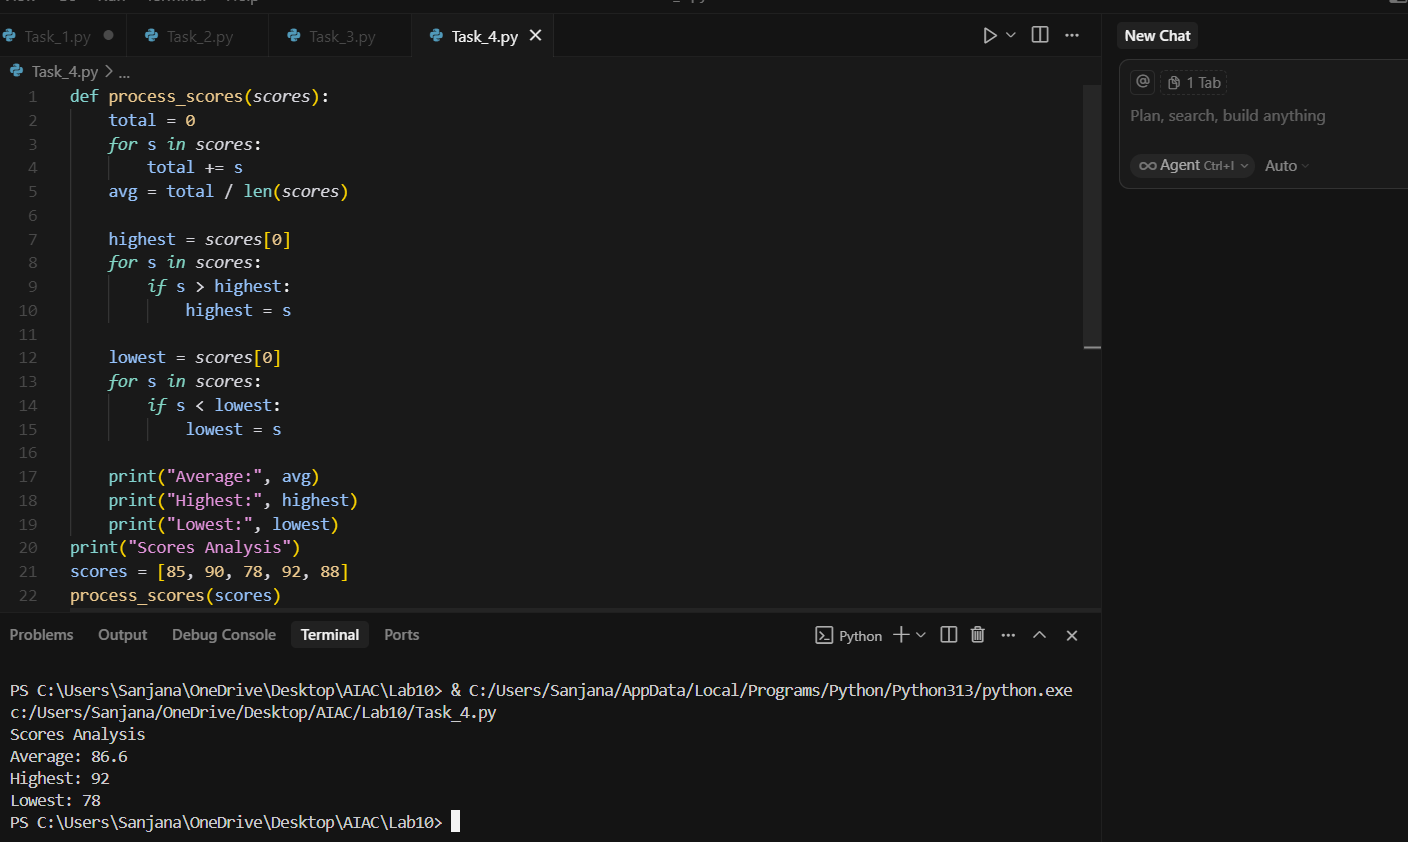 Task_1.py
Task_2.py
Task_3.py
Task_4.py
New Chat
Task_4.py > ...
1 Tab
Plan, search, build anything
Agent Ctrl+I
Auto
1 def process_scores(scores):
2     total = 0
3     for s in scores:
4         total += s
5     avg = total / len(scores)
6
7     highest = scores[0]
8     for s in scores:
9         if s > highest:
10             highest = s
11
12     lowest = scores[0]
13     for s in scores:
14         if s < lowest:
15             lowest = s
16
17     print("Average:", avg)
18     print("Highest:", highest)
19     print("Lowest:", lowest)
20 print("Scores Analysis")
21 scores = [85, 90, 78, 92, 88]
22 process_scores(scores)
Problems Output Debug Console Terminal Ports
Python
PS C:\Users\Sanjana\OneDrive\Desktop\AIAC\Lab10> & C:/Users/Sanjana/AppData/Local/Programs/Python/Python313/python.exe
c:/Users/Sanjana/OneDrive/Desktop/AIAC/Lab10/Task_4.py
Scores Analysis
Average: 86.6
Highest: 92
Lowest: 78
PS C:\Users\Sanjana\OneDrive\Desktop\AIAC\Lab10>